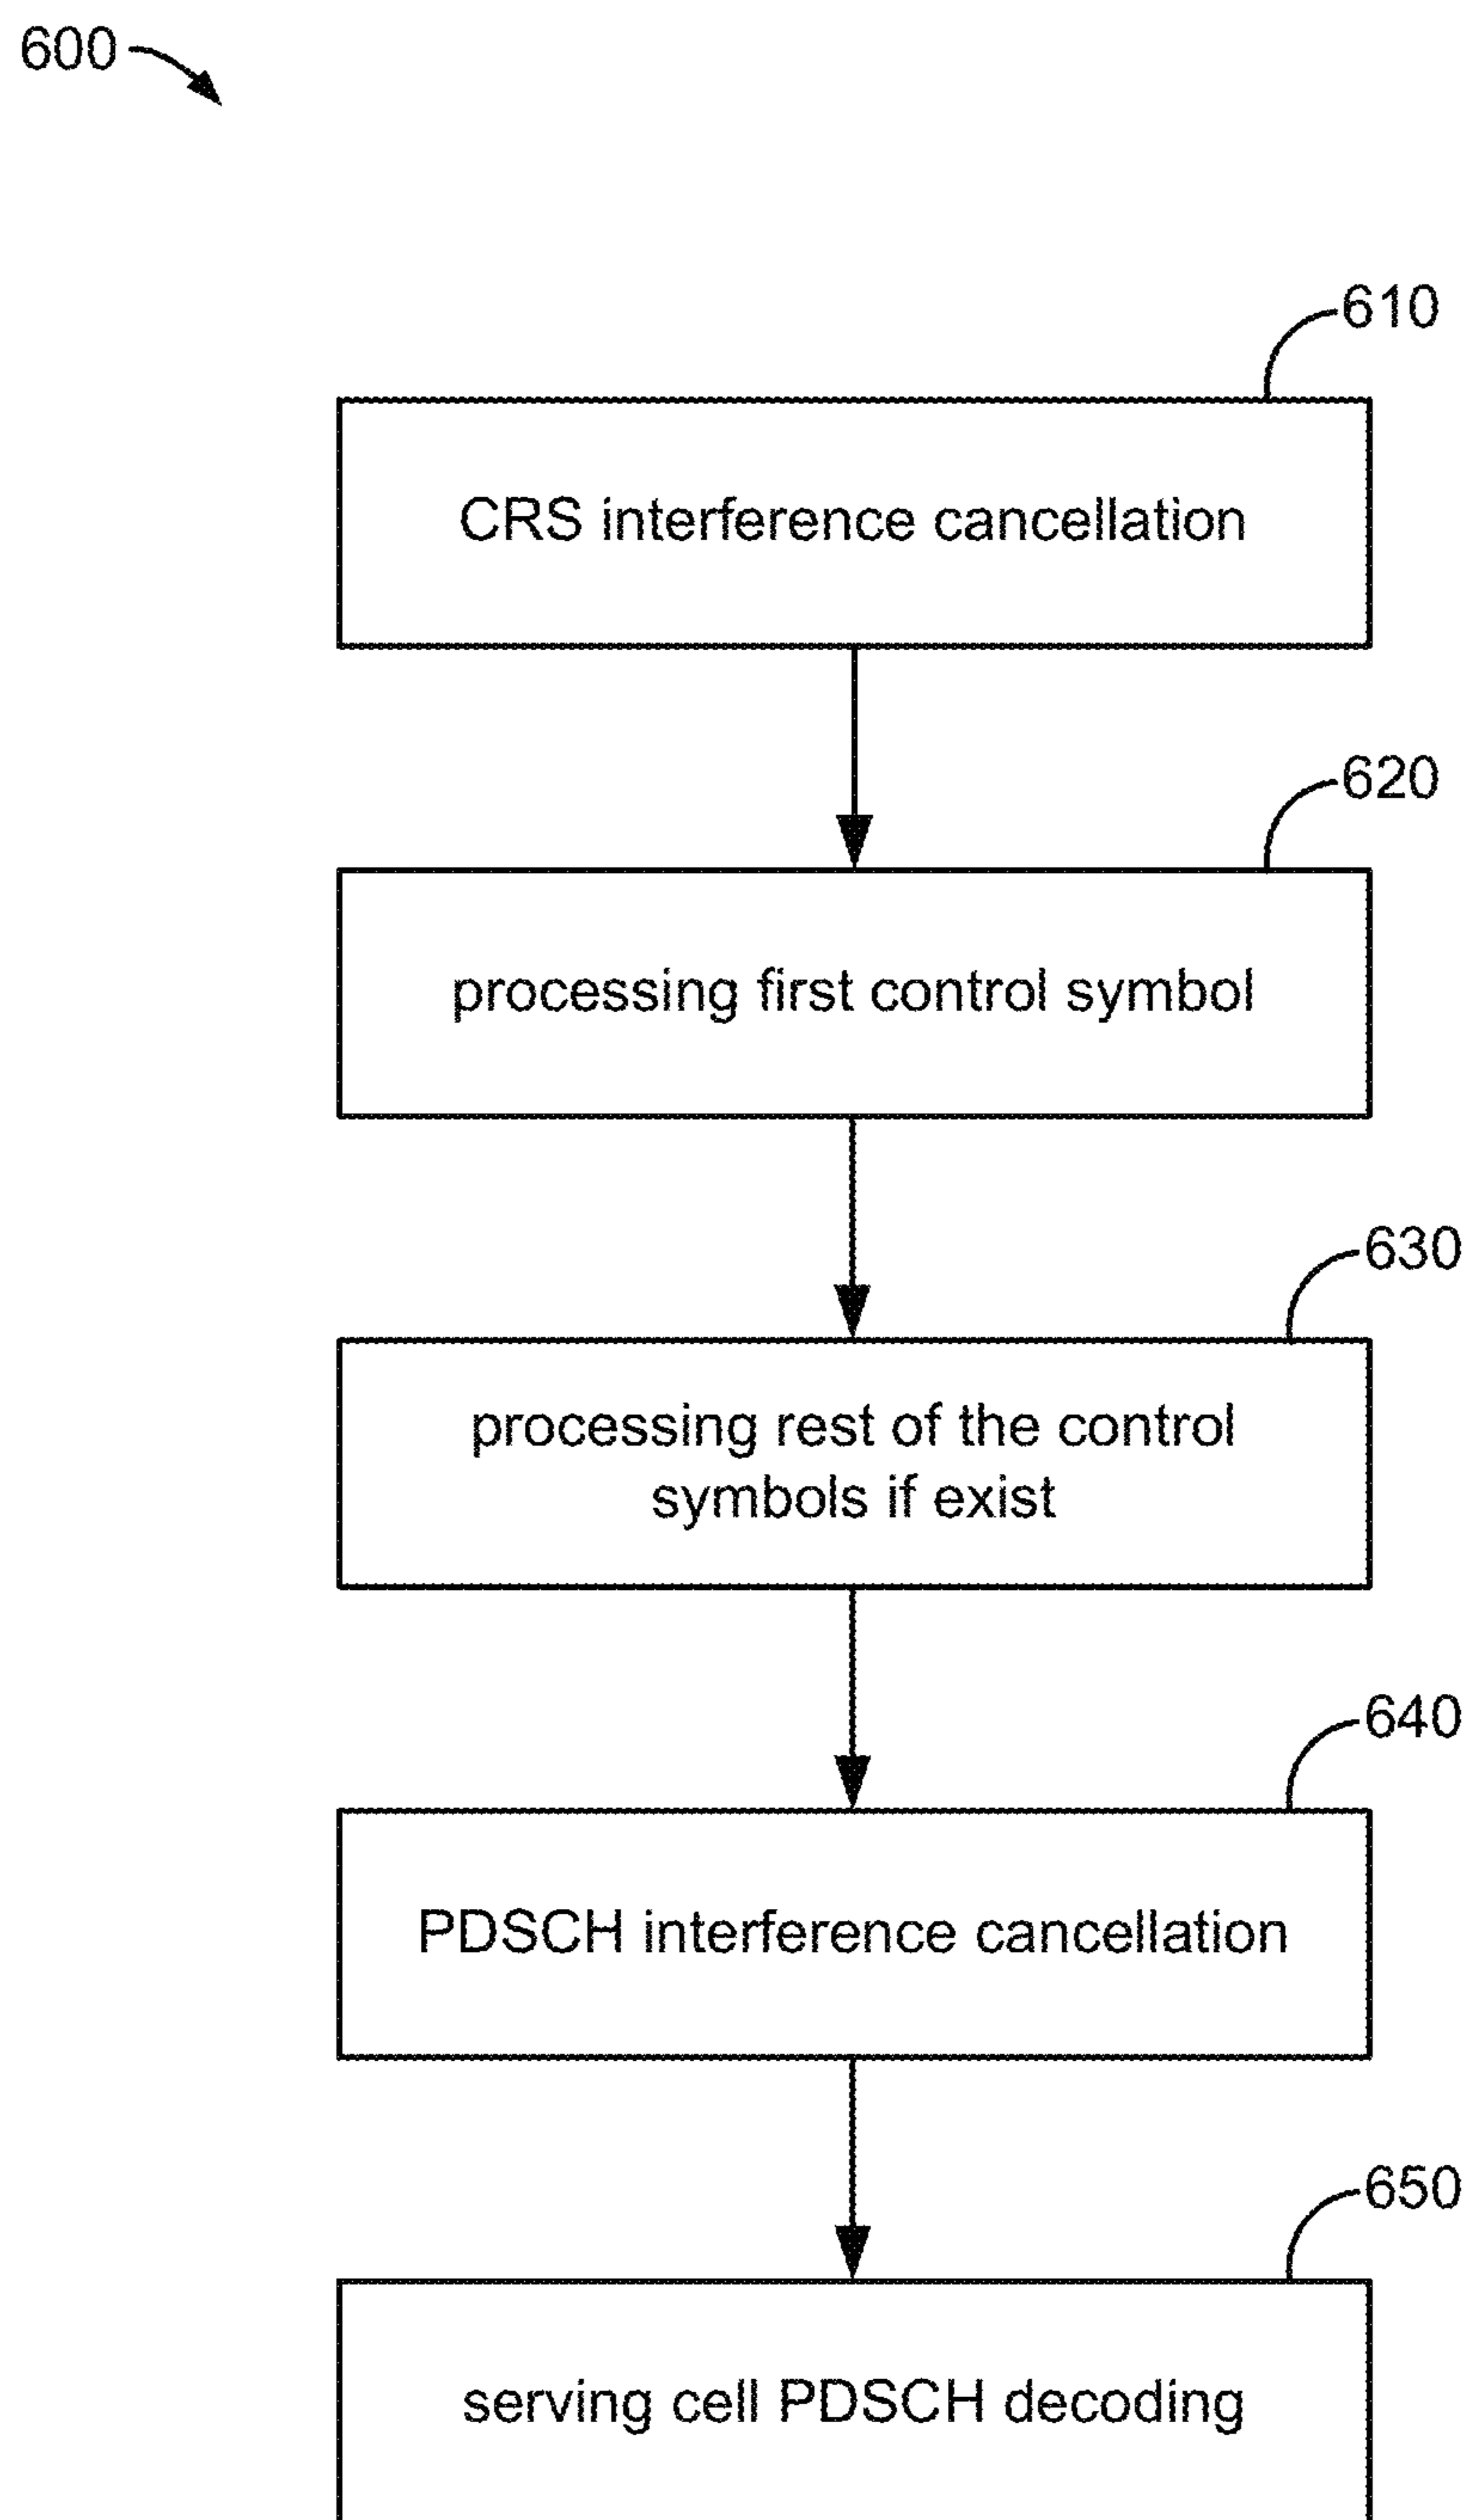 600
610
CRS interference cancellation
620
processing first control symbol
630
processing rest of the control
symbols if exist
640
PDSCH interference cancellation
650
serving cell PDSCH decoding